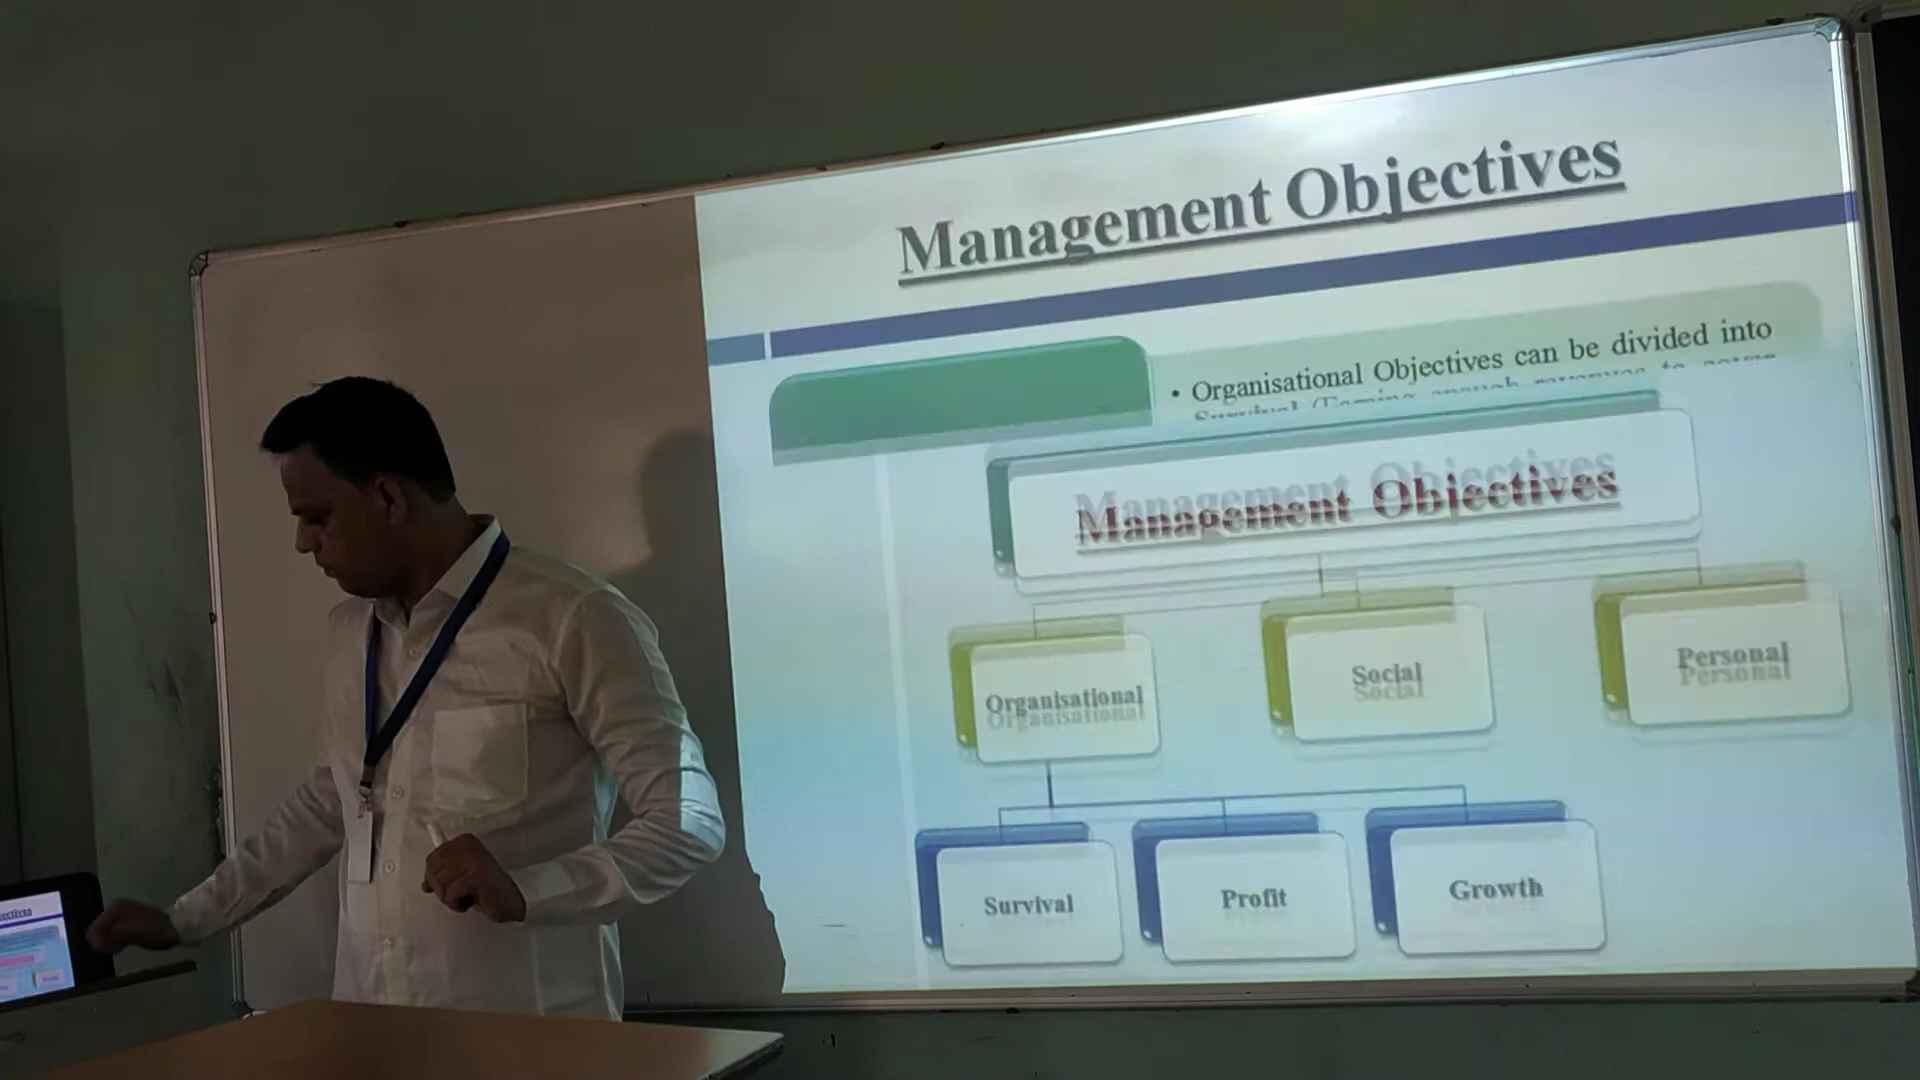 Management Objectives
• Organisational Objectives can be divided into
Management Objectives
Organisational
Social
Personal
Survival
Profit
Growth